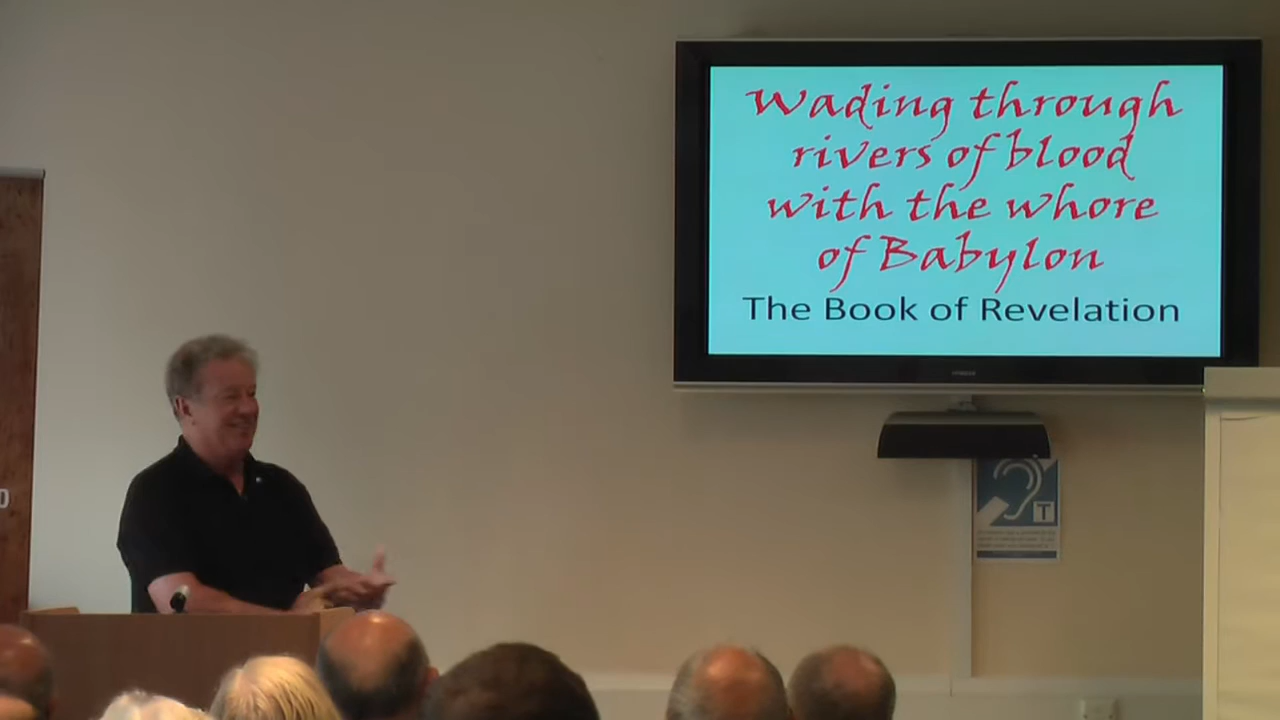 Wading through
rivers of blood
with the whore
of Babylon
The Book of Revelation
T